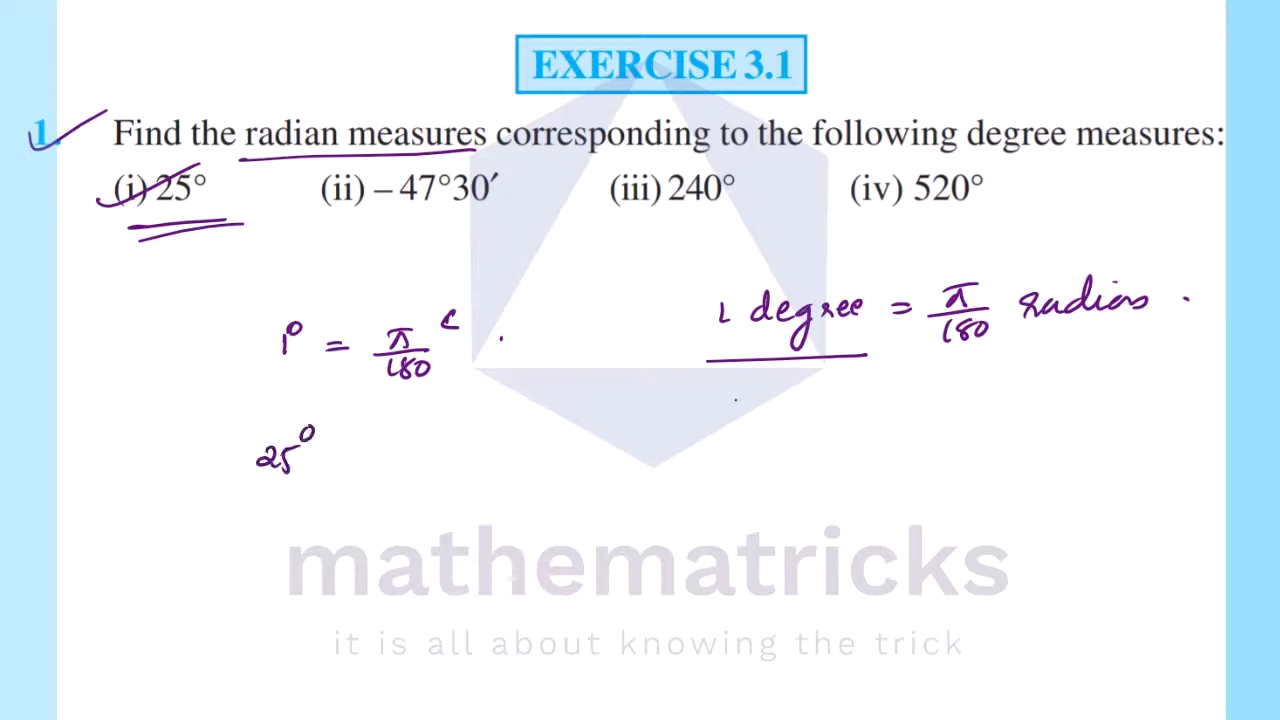 EXERCISE 3.1
1. Find the radian measures corresponding to the following degree measures:
(i) 25° (ii) – 47°30′ (iii) 240° (iv) 520°
1 degree = π/180 radians .
1° = π/180 ᶜ .
25°
mathematricks
it is all about knowing the trick